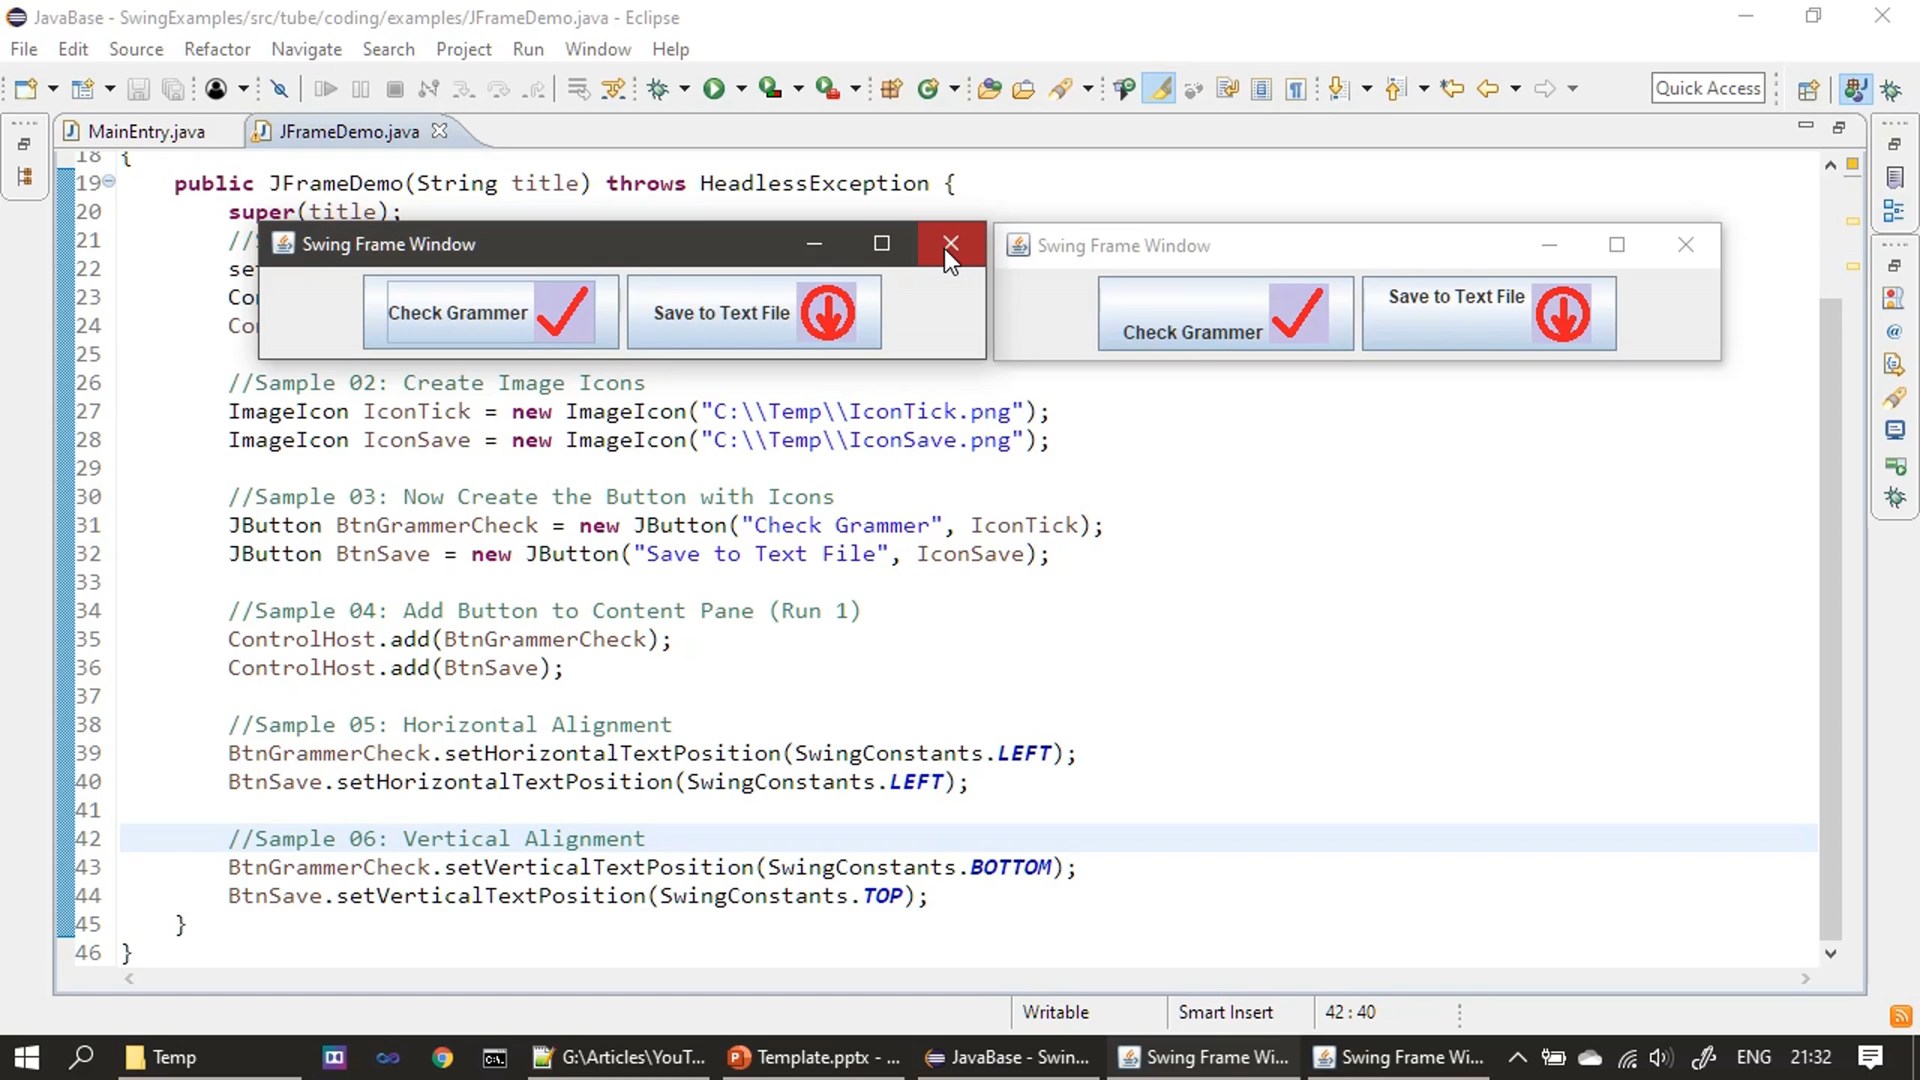 JavaBase - SwingExamples/src/tube/coding/examples/JFrameDemo.java - Eclipse
File Edit Source Refactor Navigate Search Project Run Window Help
Quick Access
MainEntry.java JFrameDemo.java
18 {
19 public JFrameDemo(String title) throws HeadlessException {
20 super(title);
21 //
22 set
23 Co
24 Co
Swing Frame Window
Check Grammer Save to Text File
Swing Frame Window
Check Grammer Save to Text File
25
26 //Sample 02: Create Image Icons
27 ImageIcon IconTick = new ImageIcon("C:\\Temp\\IconTick.png");
28 ImageIcon IconSave = new ImageIcon("C:\\Temp\\IconSave.png");
29
30 //Sample 03: Now Create the Button with Icons
31 JButton BtnGrammerCheck = new JButton("Check Grammer", IconTick);
32 JButton BtnSave = new JButton("Save to Text File", IconSave);
33
34 //Sample 04: Add Button to Content Pane (Run 1)
35 ControlHost.add(BtnGrammerCheck);
36 ControlHost.add(BtnSave);
37
38 //Sample 05: Horizontal Alignment
39 BtnGrammerCheck.setHorizontalTextPosition(SwingConstants.LEFT);
40 BtnSave.setHorizontalTextPosition(SwingConstants.LEFT);
41
42 //Sample 06: Vertical Alignment
43 BtnGrammerCheck.setVerticalTextPosition(SwingConstants.BOTTOM);
44 BtnSave.setVerticalTextPosition(SwingConstants.TOP);
45 }
46 }
Writable Smart Insert 42 : 40
Temp G:\Articles\YouT... Template.pptx - ... JavaBase - Swin... Swing Frame Wi... Swing Frame Wi... ENG 21:32